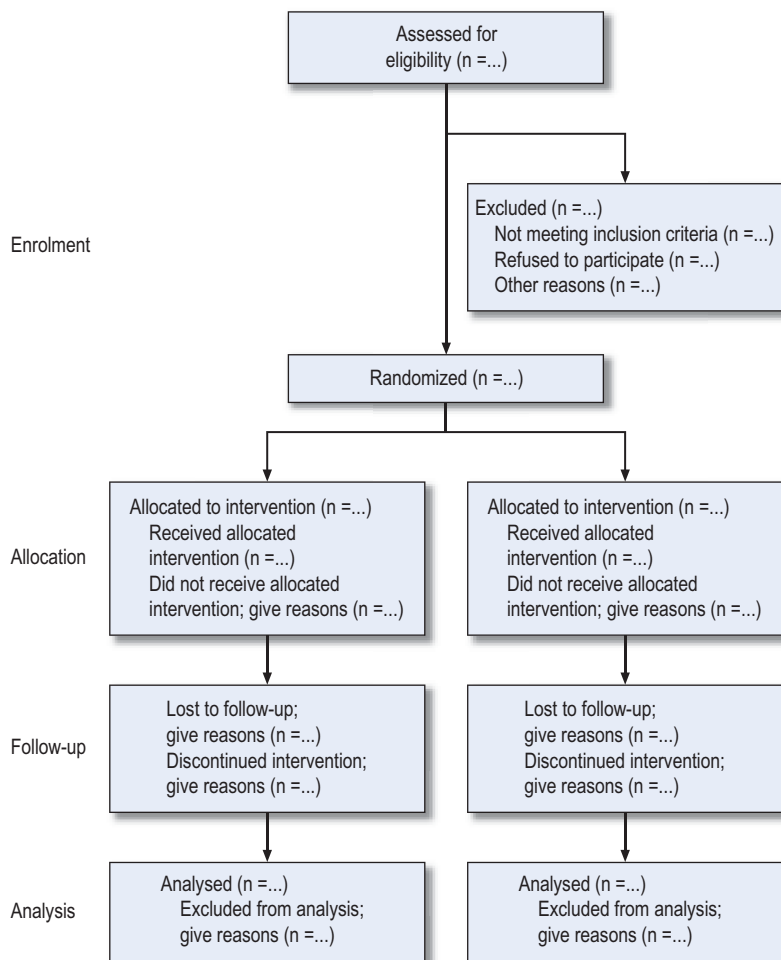 Assessed for
eligibility (n =...)
Enrolment
Excluded (n =...)
Not meeting inclusion criteria (n =...)
Refused to participate (n =...)
Other reasons (n =...)
Randomized (n =...)
Allocation
Allocated to intervention (n =...)
Received allocated
intervention (n =...)
Did not receive allocated
intervention; give reasons (n =...)
Allocated to intervention (n =...)
Received allocated
intervention (n =...)
Did not receive allocated
intervention; give reasons (n =...)
Follow-up
Lost to follow-up;
give reasons (n =...)
Discontinued intervention;
give reasons (n =...)
Lost to follow-up;
give reasons (n =...)
Discontinued intervention;
give reasons (n =...)
Analysis
Analysed (n =...)
Excluded from analysis;
give reasons (n =...)
Analysed (n =...)
Excluded from analysis;
give reasons (n =...)